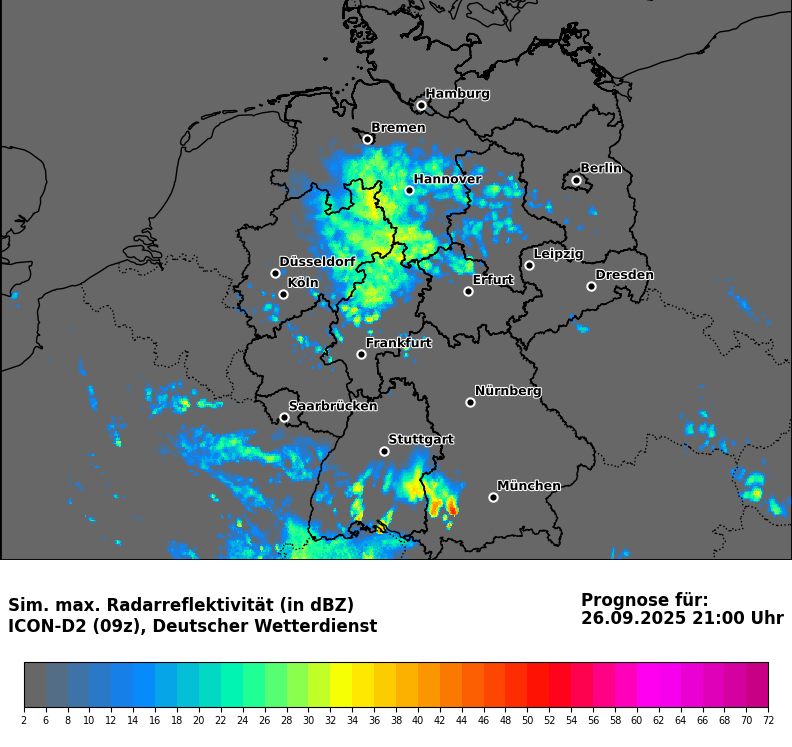 Hamburg
Bremen
Berlin
Hannover
Leipzig
Düsseldorf
Dresden
Köln
Erfurt
Frankfurt
Nürnberg
Saarbrücken
Stuttgart
München
Sim. max. Radarreflektivität (in dBZ)
ICON-D2 (09z), Deutscher Wetterdienst
Prognose für:
26.09.2025 21:00 Uhr
2 6 8 10 12 14 16 18 20 22 24 26 28 30 32 34 36 38 40 42 44 46 48 50 52 54 56 58 60 62 64 66 68 70 72